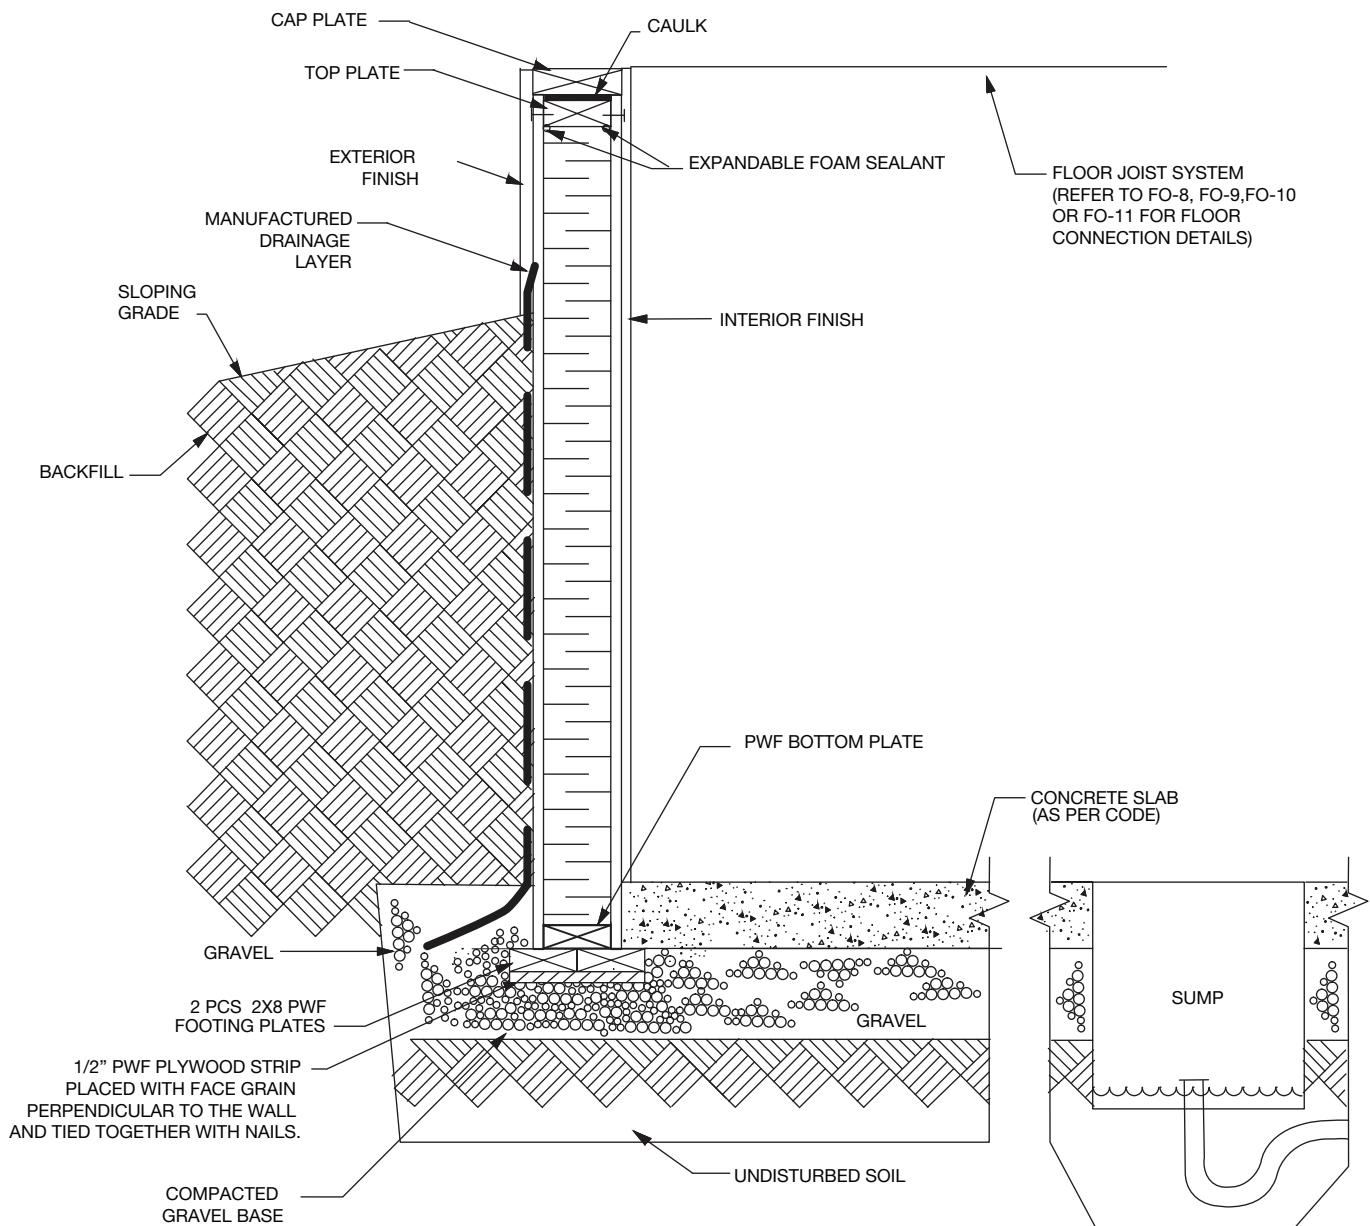 CAP PLATE
CAULK
TOP PLATE
EXTERIOR
FINISH
EXPANDABLE FOAM SEALANT
FLOOR JOIST SYSTEM
(REFER TO FO-8, FO-9,FO-10
OR FO-11 FOR FLOOR
CONNECTION DETAILS)
MANUFACTURED
DRAINAGE
LAYER
SLOPING
GRADE
INTERIOR FINISH
BACKFILL
PWF BOTTOM PLATE
CONCRETE SLAB
(AS PER CODE)
GRAVEL
2 PCS 2X8 PWF
FOOTING PLATES
GRAVEL
SUMP
1/2” PWF PLYWOOD STRIP
PLACED WITH FACE GRAIN
PERPENDICULAR TO THE WALL
AND TIED TOGETHER WITH NAILS.
UNDISTURBED SOIL
COMPACTED
GRAVEL BASE